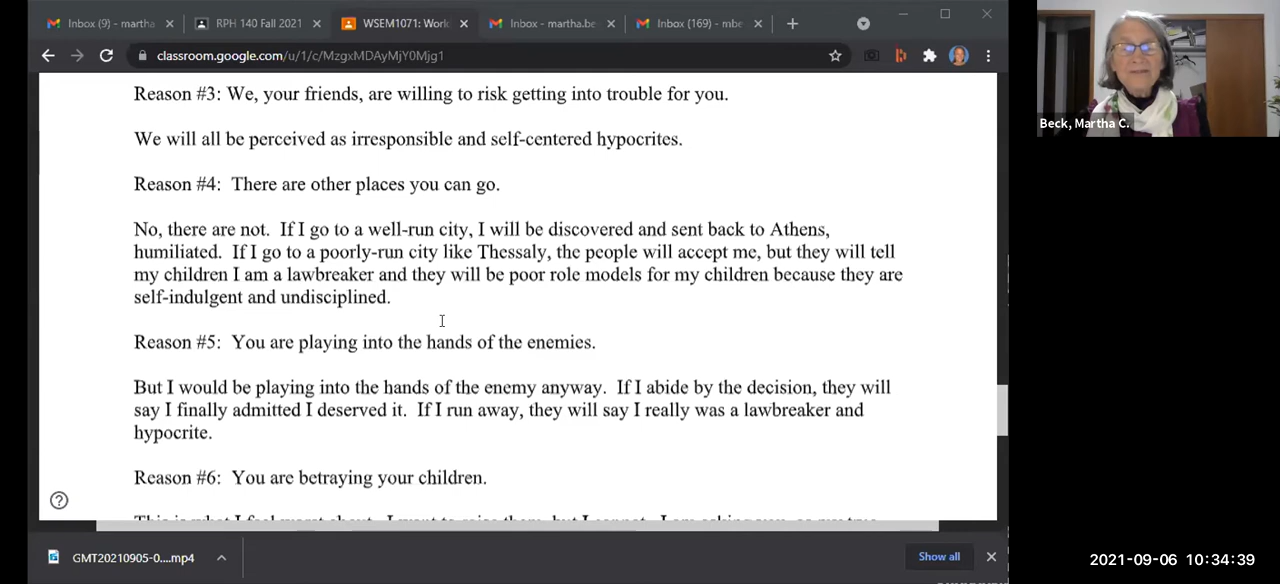 Inbox (9) - martha
RPH 140 Fall 2021
WSEM1071: World
Inbox - martha.be
Inbox (169) - mbe
classroom.google.com/u/1/c/MzgxMDAyMjY0Mjg1
Beck, Martha C.
Reason #3: We, your friends, are willing to risk getting into trouble for you.
We will all be perceived as irresponsible and self-centered hypocrites.
Reason #4:  There are other places you can go.
No, there are not.  If I go to a well-run city, I will be discovered and sent back to Athens,
humiliated.  If I go to a poorly-run city like Thessaly, the people will accept me, but they will tell
my children I am a lawbreaker and they will be poor role models for my children because they are
self-indulgent and undisciplined.
Reason #5:  You are playing into the hands of the enemies.
But I would be playing into the hands of the enemy anyway.  If I abide by the decision, they will
say I finally admitted I deserved it.  If I run away, they will say I really was a lawbreaker and
hypocrite.
Reason #6:  You are betraying your children.
GMT20210905-0....mp4
Show all
2021-09-06 10:34:39